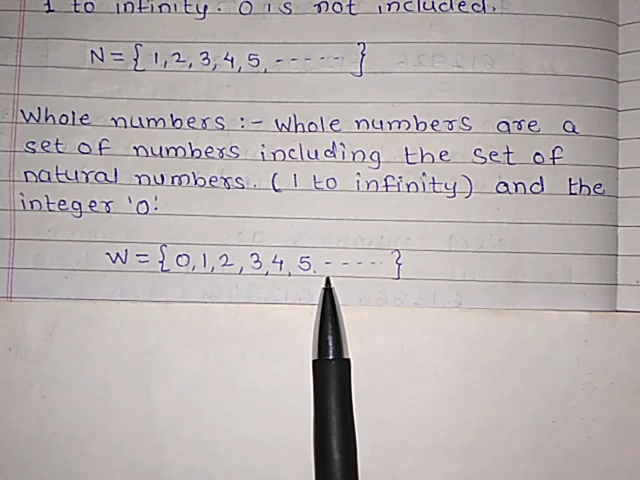 1 to infinity. 0 is not included.
N = { 1, 2, 3, 4, 5, ----- }
Whole numbers :- Whole numbers are a
set of numbers including the set of
natural numbers. (1 to infinity) and the
integer '0'.
W = { 0, 1, 2, 3, 4, 5, ----- }